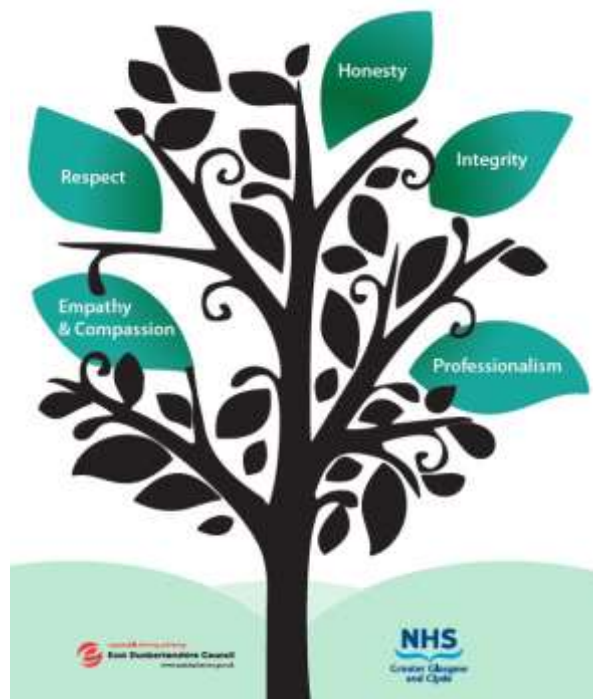 Honesty
Integrity
Respect
Empathy
& Compassion
Professionalism
East Dunbartonshire Council
NHS
Greater Glasgow
and Clyde